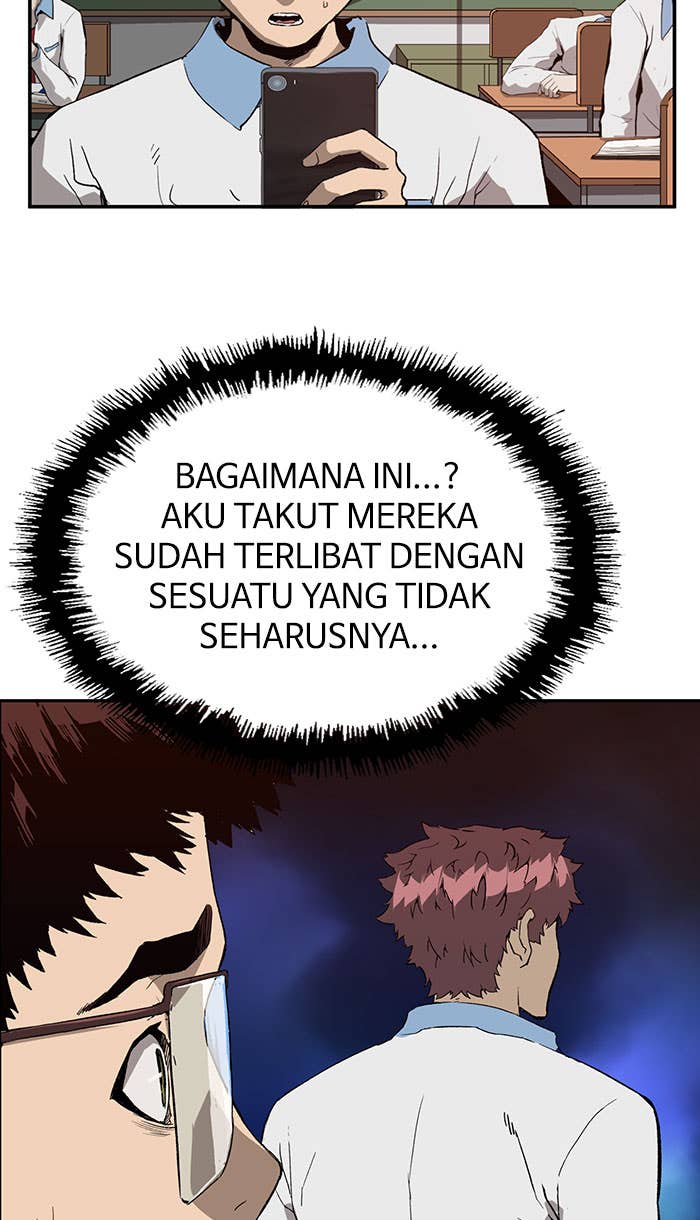 BAGAIMANA INI...?
AKU TAKUT MEREKA
SUDAH TERLIBAT DENGAN
SESUATU YANG TIDAK
SEHARUSNYA...